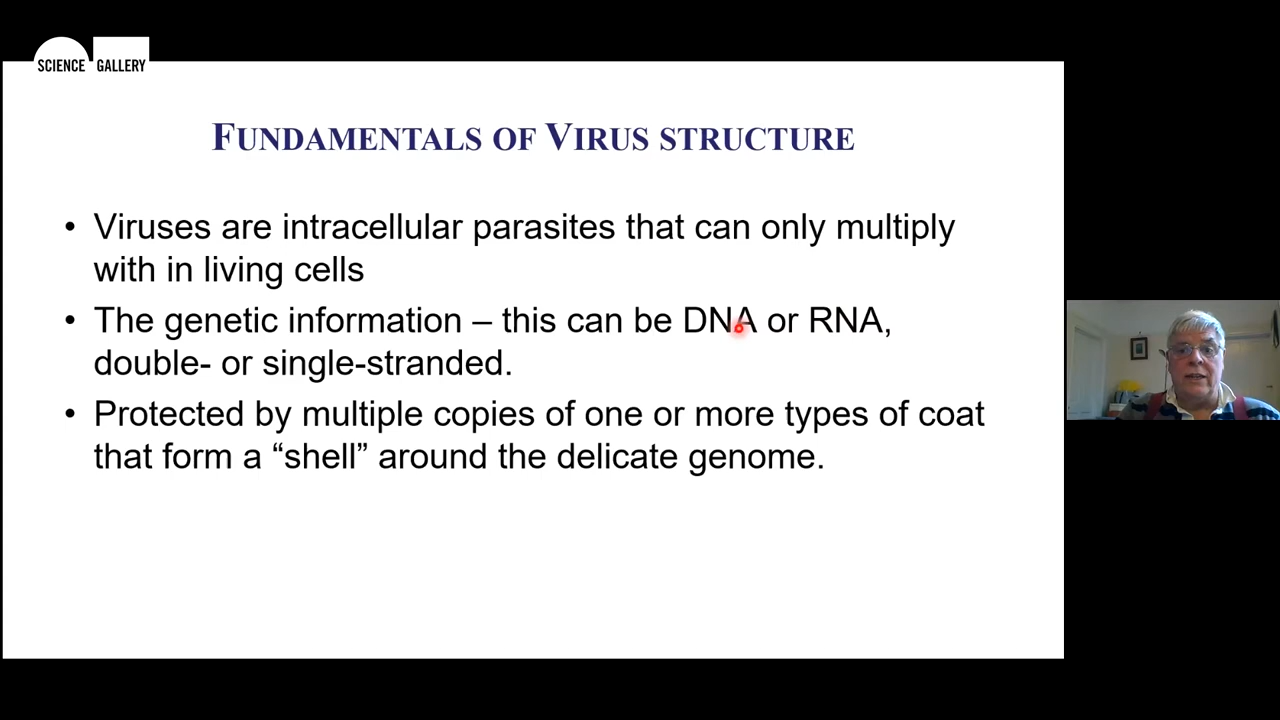 SCIENCE GALLERY
FUNDAMENTALS OF VIRUS STRUCTURE
• Viruses are intracellular parasites that can only multiply
with in living cells
• The genetic information – this can be DNA or RNA,
double- or single-stranded.
• Protected by multiple copies of one or more types of coat
that form a “shell” around the delicate genome.